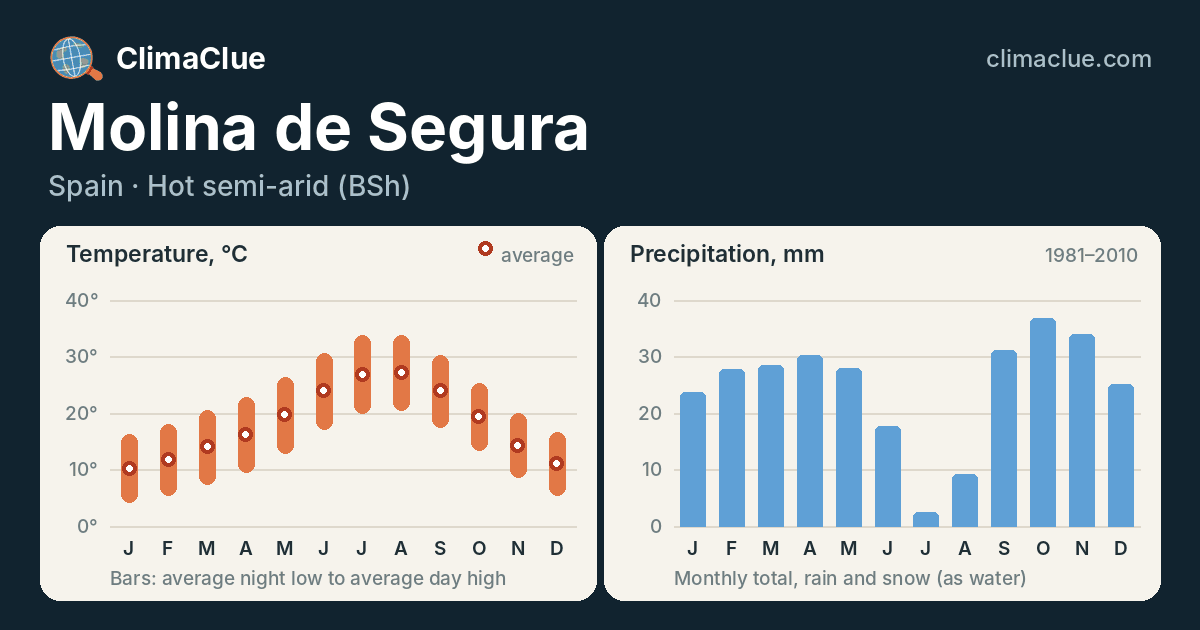 ClimaClue
climaclue.com
Molina de Segura
Spain · Hot semi-arid (BSh)
Temperature, °C
average
40°
30°
20°
10°
0°
J F M A M J J A S O N D
Bars: average night low to average day high
Precipitation, mm
1981–2010
40
30
20
10
0
J F M A M J J A S O N D
Monthly total, rain and snow (as water)